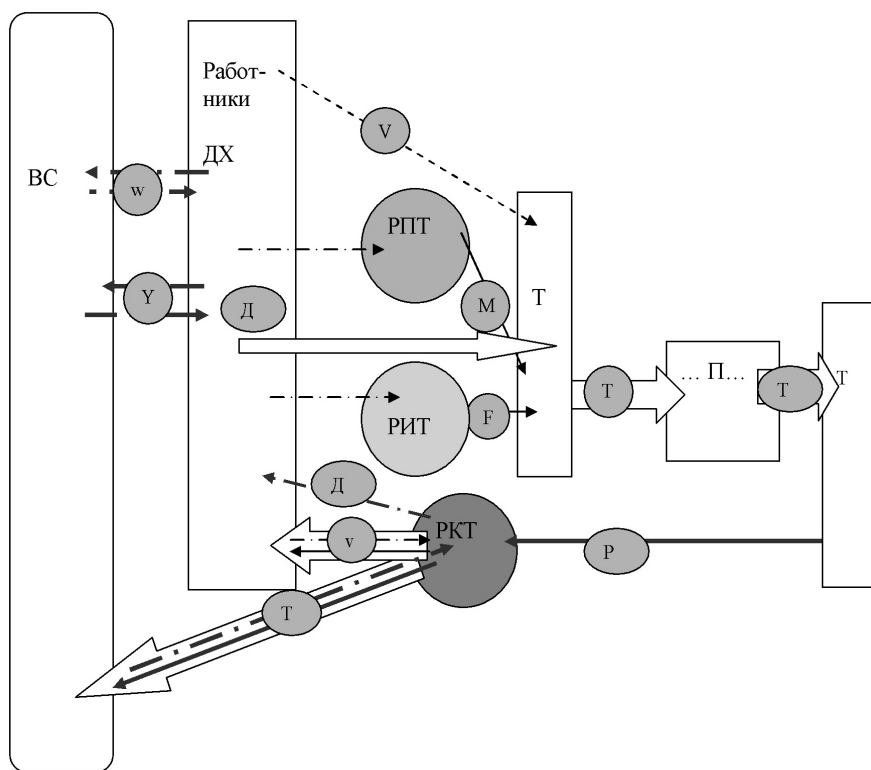 Работ-
ники
V
ДХ
ВС
w
РПТ
Y
Д
М
Т
… П…
Т
Т
Т
РИТ
F
Д
РКТ
v
Р
Т